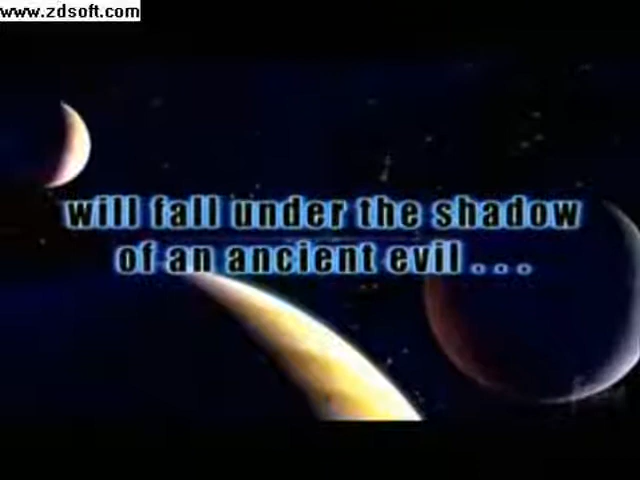 www.zdsoft.com
will fall under the shadow
of an ancient evil . . .